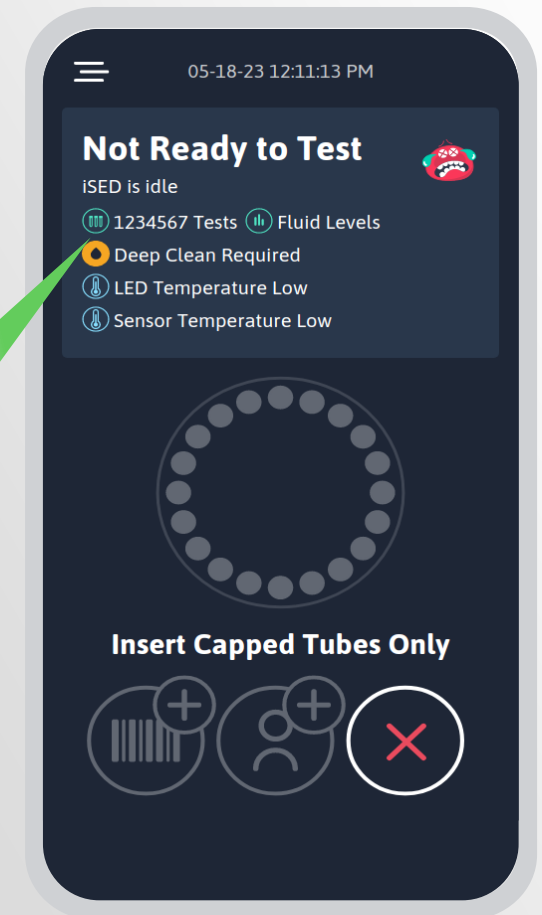 05-18-23 12:11:13 PM
Not Ready to Test
iSED is idle
1234567 Tests Fluid Levels
Deep Clean Required
LED Temperature Low
Sensor Temperature Low
Insert Capped Tubes Only